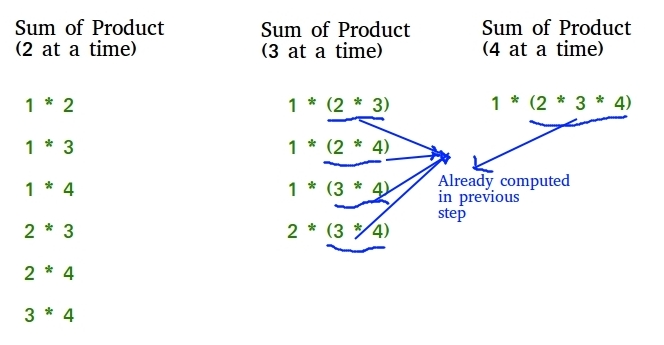 Sum of Product
(2 at a time)
1 * 2
1 * 3
1 * 4
2 * 3
2 * 4
3 * 4
Sum of Product
(3 at a time)
1 * (2 * 3)
1 * (2 * 4)
1 * (3 * 4)
2 * (3 * 4)
Sum of Product
(4 at a time)
1 * (2 * 3 * 4)
Already computed
in previous
step